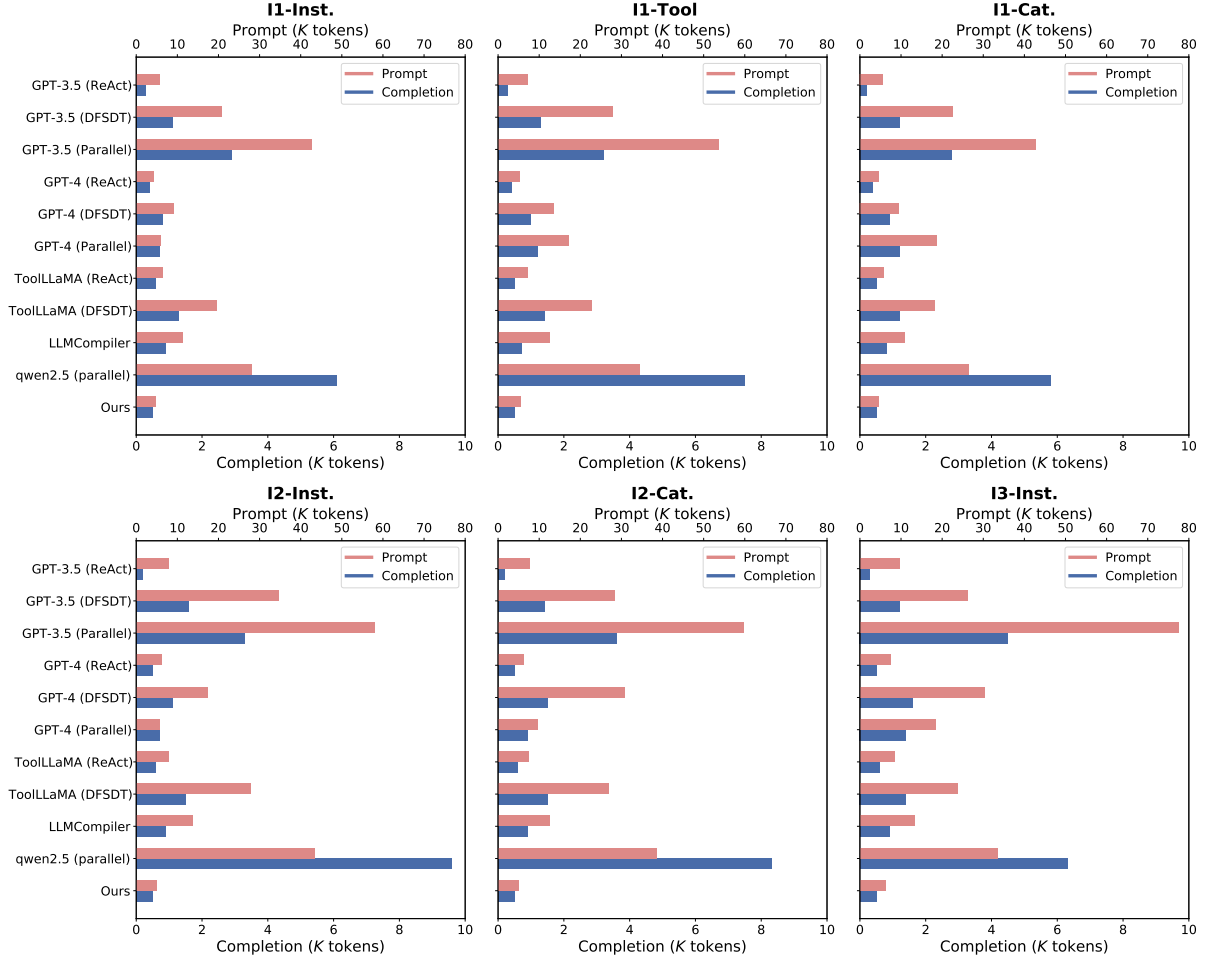 I1-Inst. I1-Tool I1-Cat.
Prompt (K tokens) Prompt (K tokens) Prompt (K tokens)
0 10 20 30 40 50 60 70 80 0 10 20 30 40 50 60 70 80 0 10 20 30 40 50 60 70 80
Prompt Prompt Prompt
GPT-3.5 (ReAct)
Completion Completion Completion
GPT-3.5 (DFSDT)
GPT-3.5 (Parallel)
GPT-4 (ReAct)
GPT-4 (DFSDT)
GPT-4 (Parallel)
ToolLLaMA (ReAct)
ToolLLaMA (DFSDT)
LLMCompiler
qwen2.5 (parallel)
Ours
0 2 4 6 8 10 0 2 4 6 8 10 0 2 4 6 8 10
Completion (K tokens) Completion (K tokens) Completion (K tokens)
I2-Inst. I2-Cat. I3-Inst.
Prompt (K tokens) Prompt (K tokens) Prompt (K tokens)
0 10 20 30 40 50 60 70 80 0 10 20 30 40 50 60 70 80 0 10 20 30 40 50 60 70 80
Prompt Prompt Prompt
GPT-3.5 (ReAct)
Completion Completion Completion
GPT-3.5 (DFSDT)
GPT-3.5 (Parallel)
GPT-4 (ReAct)
GPT-4 (DFSDT)
GPT-4 (Parallel)
ToolLLaMA (ReAct)
ToolLLaMA (DFSDT)
LLMCompiler
qwen2.5 (parallel)
Ours
0 2 4 6 8 10 0 2 4 6 8 10 0 2 4 6 8 10
Completion (K tokens) Completion (K tokens) Completion (K tokens)